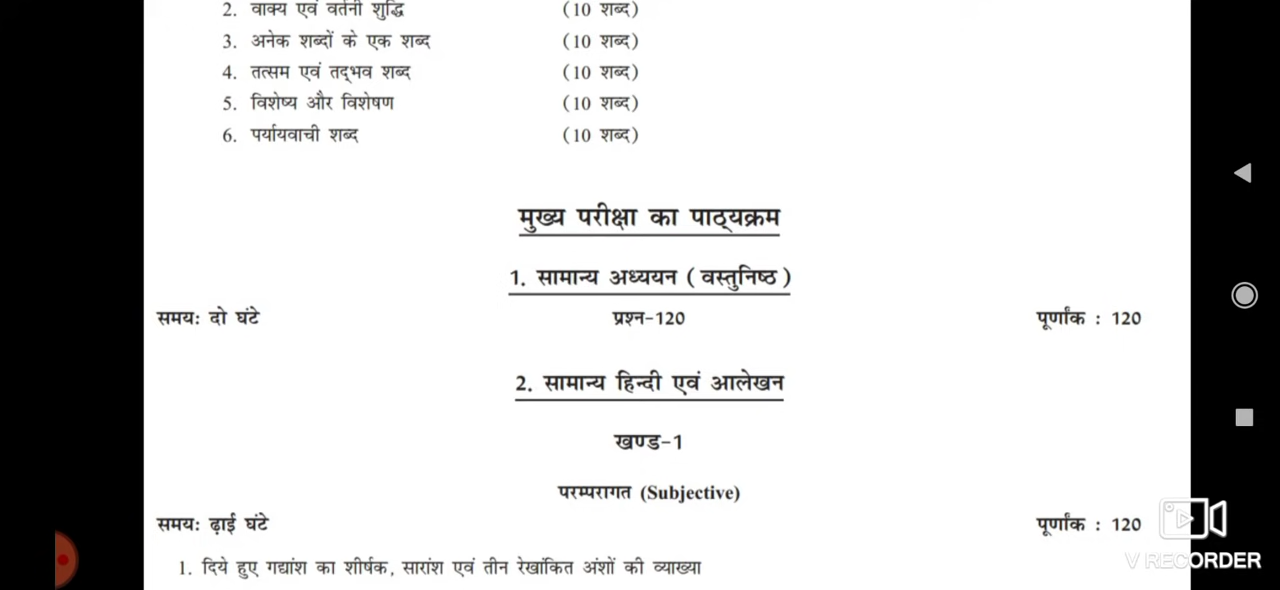 2. वाक्य एवं वर्तनी शुद्धि (10 शब्द)
3. अनेक शब्दों के एक शब्द (10 शब्द)
4. तत्सम एवं तद्भव शब्द (10 शब्द)
5. विशेष्य और विशेषण (10 शब्द)
6. पर्यायवाची शब्द (10 शब्द)
मुख्य परीक्षा का पाठ्यक्रम
1. सामान्य अध्ययन ( वस्तुनिष्ठ )
समय: दो घंटे प्रश्न-120 पूर्णांक : 120
2. सामान्य हिन्दी एवं आलेखन
खण्ड-1
परम्परागत (Subjective)
समय: ढ़ाई घंटे पूर्णांक : 120
V RECORDER
1. दिये हुए गद्यांश का शीर्षक, सारांश एवं तीन रेखांकित अंशों की व्याख्या